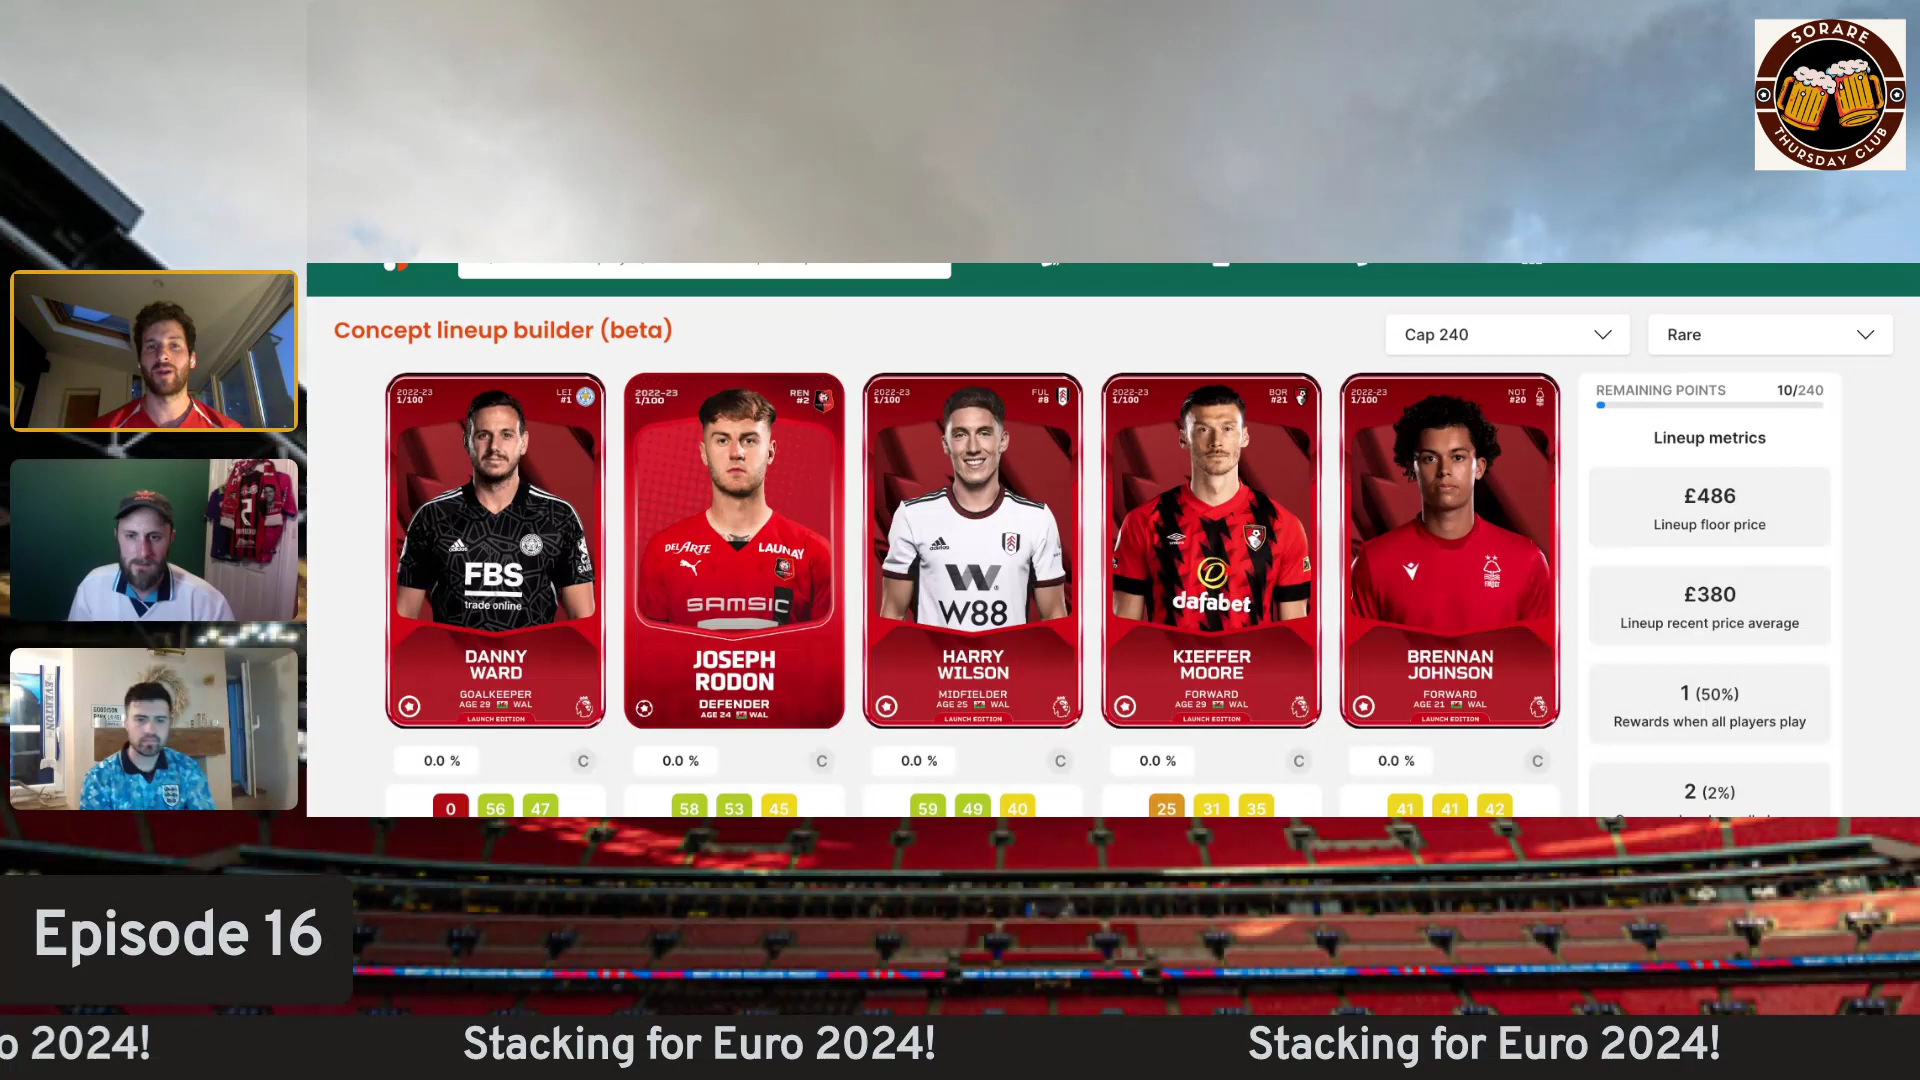 SORARE
THURSDAY CLUB
Concept lineup builder (beta)
Cap 240
Rare
2022-23
1/100
LEI
#1
FBS
trade online
DANNY
WARD
GOALKEEPER
AGE 29 WAL
LAUNCH EDITION
2022-23
1/100
REN
#2
DELARTE
LAUNAY
SAMSIC
JOSEPH
RODON
DEFENDER
AGE 24 WAL
2022-23
1/100
FUL
#8
W88
HARRY
WILSON
MIDFIELDER
AGE 25 WAL
LAUNCH EDITION
2022-23
1/100
BOR
#21
dafabet
KIEFFER
MOORE
FORWARD
AGE 29 WAL
LAUNCH EDITION
2022-23
1/100
NOT
#20
BRENNAN
JOHNSON
FORWARD
AGE 21 WAL
LAUNCH EDITION
REMAINING POINTS 10/240
Lineup metrics
£486
Lineup floor price
£380
Lineup recent price average
1 (50%)
Rewards when all players play
2 (2%)
0.0 % C
0.0 % C
0.0 % C
0.0 % C
0.0 % C
0 56 47
58 53 45
59 49 40
25 31 35
41 41 42
EVERTON
Episode 16
o 2024!
Stacking for Euro 2024!
Stacking for Euro 2024!